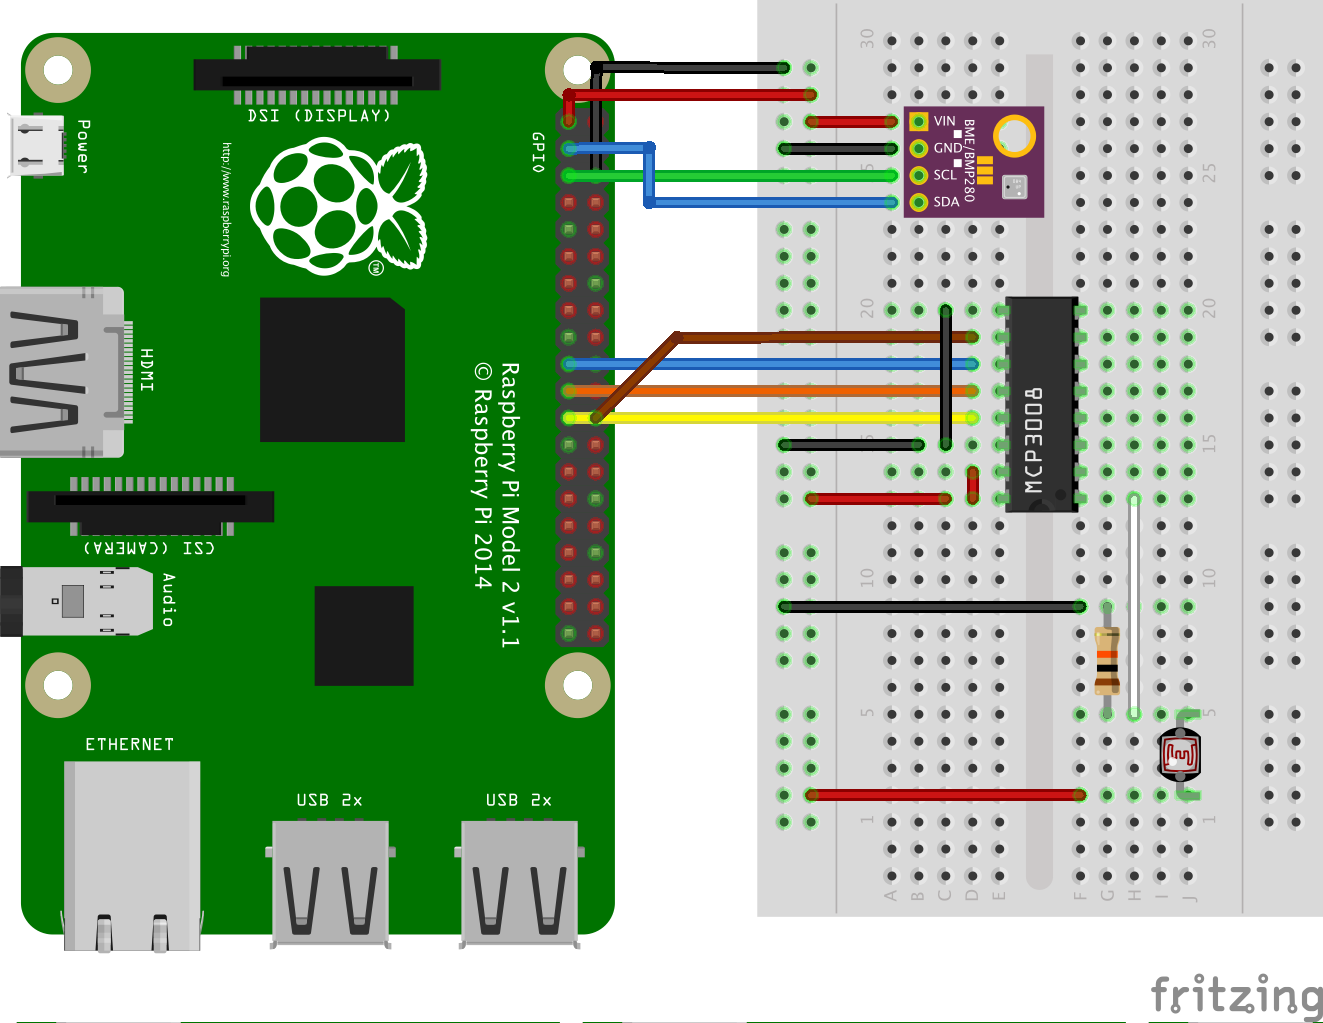 DSI (DISPLAY)
Power
http://www.raspberrypi.org
TM
GPIO
HDMI
Raspberry Pi Model 2 v1.1
© Raspberry Pi 2014
CSI (CAMERA)
Audio
ETHERNET
USB 2x
USB 2x
30
30
VIN
GND
SCL
SDA
BME/BMP280
25
20
20
MCP3008
15
10
10
5
5
1
1
A B C D E F G H I J
fritzing